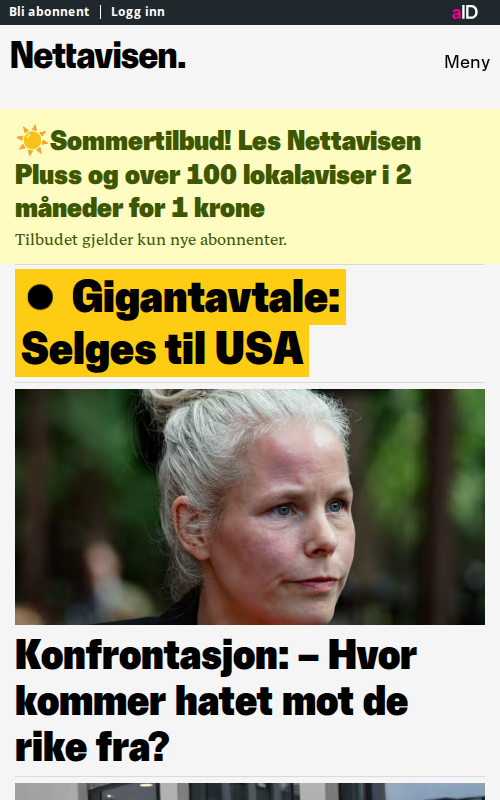 Bli abonnent
Logg inn
aID
Nettavisen.
Meny
☀️Sommertilbud! Les Nettavisen
Pluss og over 100 lokalaviser i 2
måneder for 1 krone
Tilbudet gjelder kun nye abonnenter.
● Gigantavtale:
Selges til USA
Konfrontasjon: – Hvor
kommer hatet mot de
rike fra?